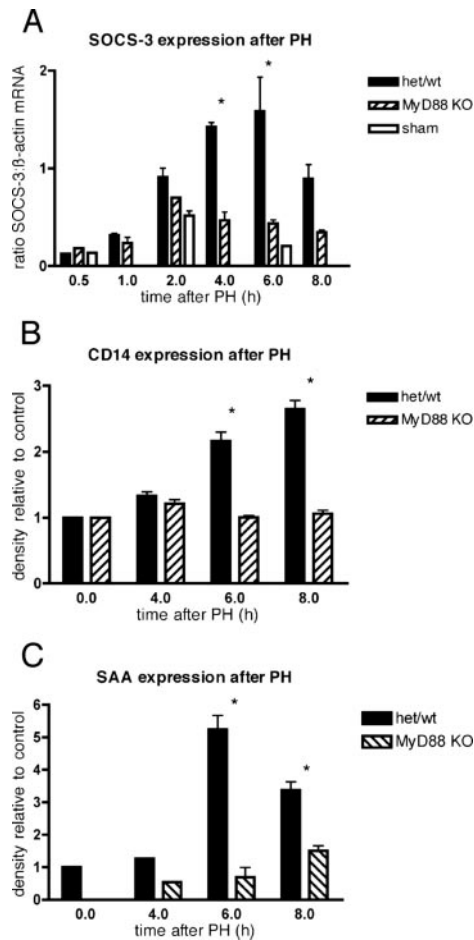 A
SOCS-3 expression after PH
ratio SOCS-3:ß-actin mRNA
2
1
0
*
*
0.5 1.0 2.0 4.0 6.0 8.0
time after PH (h)
het/wt
MyD88 KO
sham
B
CD14 expression after PH
density relative to control
3
2
1
0
*
*
0.0 4.0 6.0 8.0
time after PH (h)
het/wt
MyD88 KO
C
SAA expression after PH
density relative to control
6
5
4
3
2
1
0
*
*
0.0 4.0 6.0 8.0
time after PH (h)
het/wt
MyD88 KO